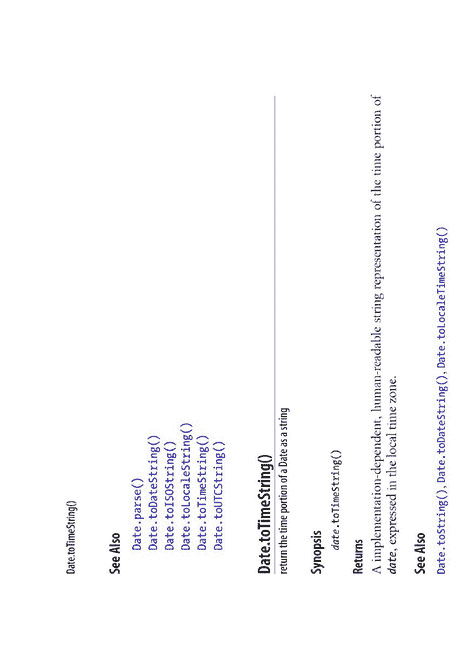 Date.toTimeString()
See Also
Date.parse()
Date.toDateString()
Date.toISOString()
Date.toLocaleString()
Date.toTimeString()
Date.toUTCString()
Date.toTimeString()
return the time portion of a Date as a string
Synopsis
date.toTimeString()
Returns
A implementation-dependent, human-readable string representation of the time portion of
date, expressed in the local time zone.
See Also
Date.toString(), Date.toDateString(), Date.toLocaleTimeString()